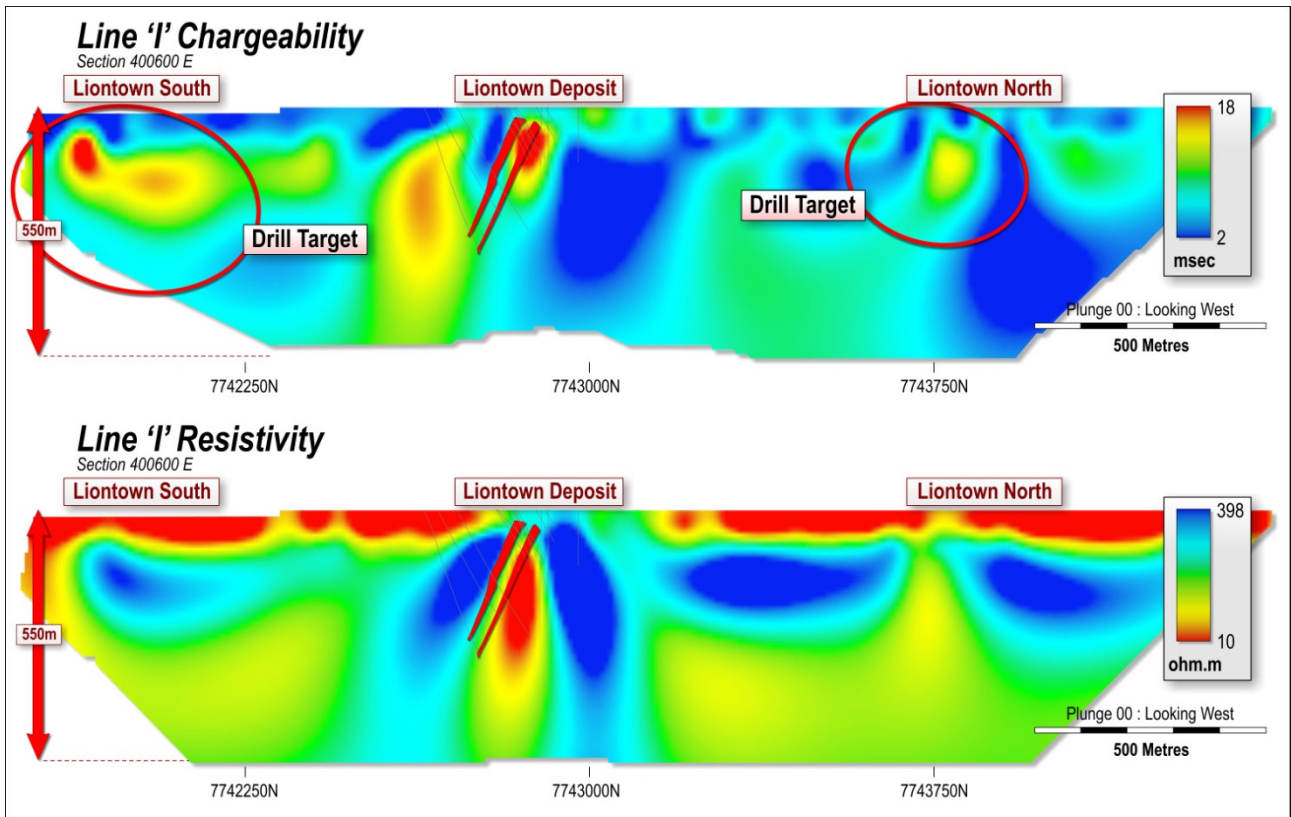 Line 'I' Chargeability
Section 400600 E
Liontown South
Liontown Deposit
Liontown North
18
2
msec
550m
Drill Target
Drill Target
Plunge 00 : Looking West
500 Metres
7742250N
7743000N
7743750N
Line 'I' Resistivity
Section 400600 E
Liontown South
Liontown Deposit
Liontown North
398
10
ohm.m
550m
Plunge 00 : Looking West
500 Metres
7742250N
7743000N
7743750N